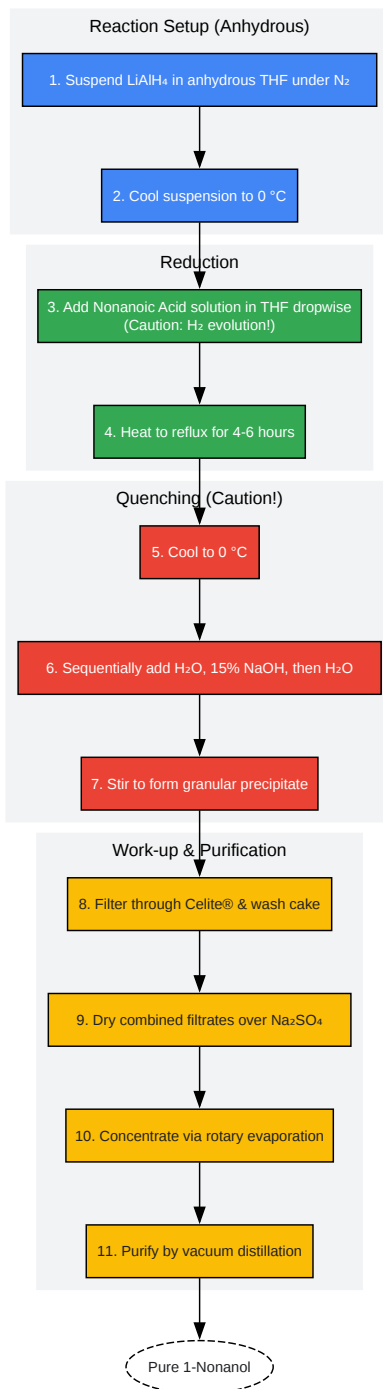 Reaction Setup (Anhydrous)
1. Suspend LiAlH₄ in anhydrous THF under N₂
2. Cool suspension to 0 °C
Reduction
3. Add Nonanoic Acid solution in THF dropwise
(Caution: H₂ evolution!)
4. Heat to reflux for 4-6 hours
Quenching (Caution!)
5. Cool to 0 °C
6. Sequentially add H₂O, 15% NaOH, then H₂O
7. Stir to form granular precipitate
Work-up & Purification
8. Filter through Celite® & wash cake
9. Dry combined filtrates over Na₂SO₄
10. Concentrate via rotary evaporation
11. Purify by vacuum distillation
Pure 1-Nonanol